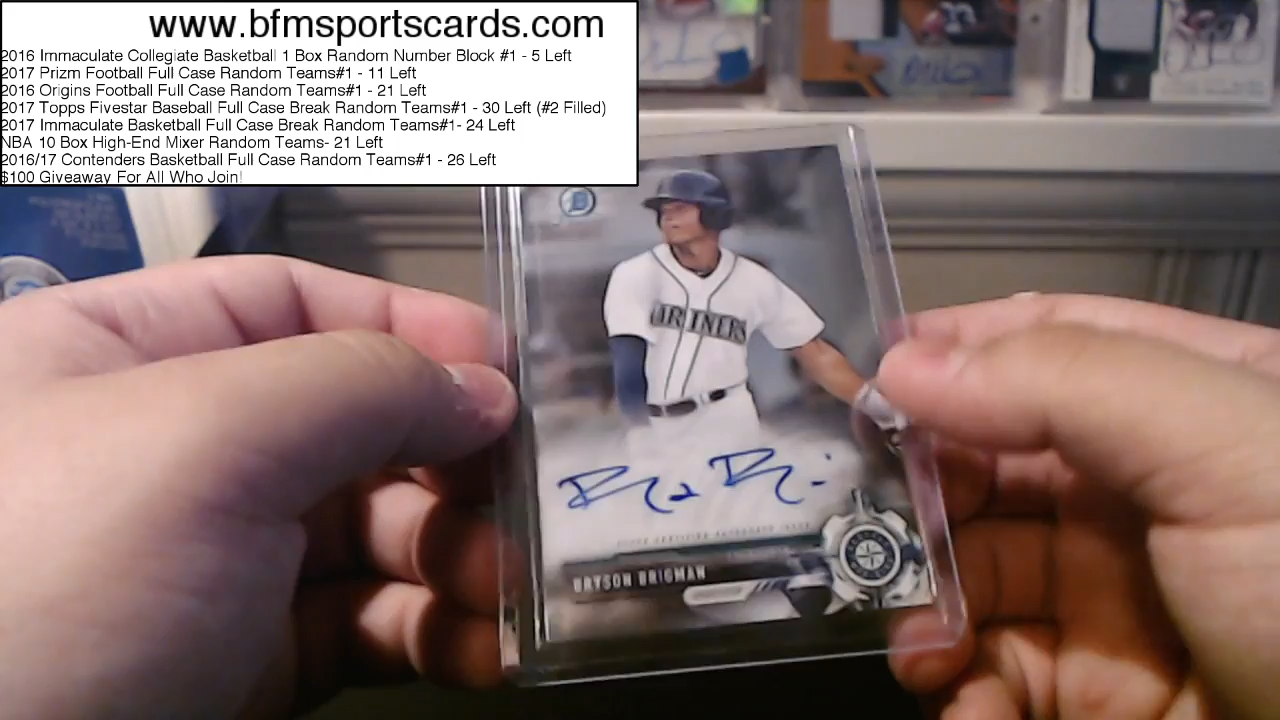 www.bfmsportscards.com
2016 Immaculate Collegiate Basketball 1 Box Random Number Block #1 - 5 Left
2017 Prizm Football Full Case Random Teams#1 - 11 Left
2016 Origins Football Full Case Random Teams#1 - 21 Left
2017 Topps Fivestar Baseball Full Case Break Random Teams#1 - 30 Left (#2 Filled)
2017 Immaculate Basketball Full Case Break Random Teams#1- 24 Left
NBA 10 Box High-End Mixer Random Teams- 21 Left
2016/17 Contenders Basketball Full Case Random Teams#1 - 26 Left
$100 Giveaway For All Who Join!
MARINERS
TOPPS CERTIFIED AUTOGRAPH ISSUE
BRYSON BRIGMAN